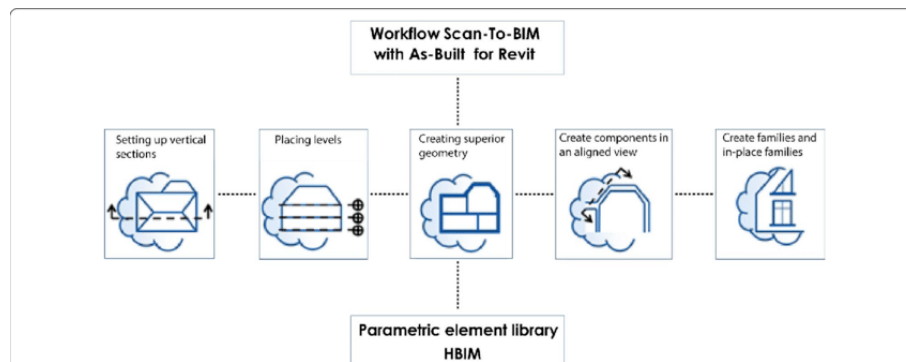 Workflow Scan-To-BIM
with As-Built for Revit
Setting up vertical
sections
Placing levels
Creating superior
geometry
Create components in
an aligned view
Create families and
in-place families
Parametric element library
HBIM